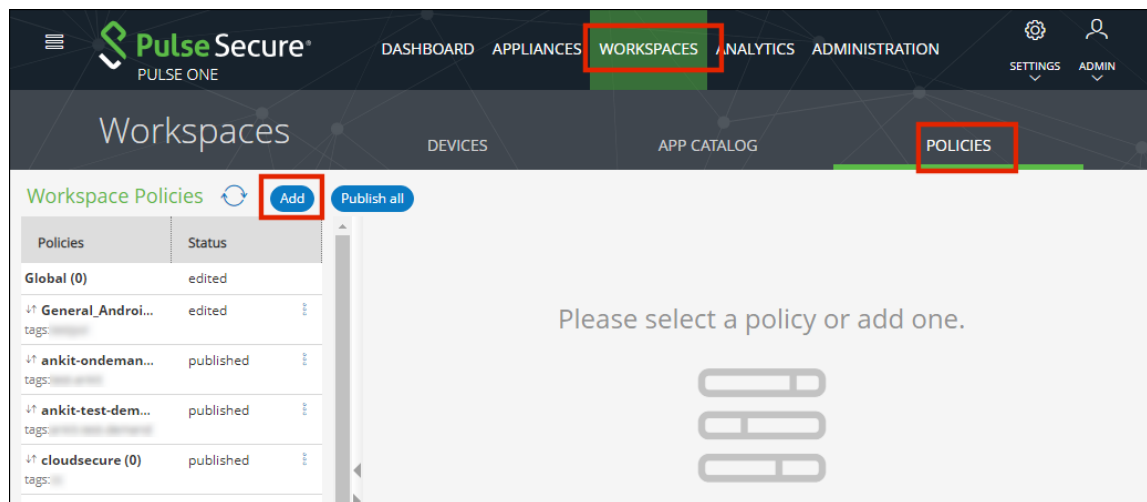 Pulse Secure®
PULSE ONE
DASHBOARD APPLIANCES WORKSPACES ANALYTICS ADMINISTRATION
SETTINGS ADMIN
Workspaces
DEVICES APP CATALOG POLICIES
Workspace Policies Add Publish all
Policies Status
Global (0) edited
General_Androi... edited
tags:
ankit-ondeman... published
tags:
ankit-test-dem... published
tags:
cloudsecure (0) published
tags:
Please select a policy or add one.